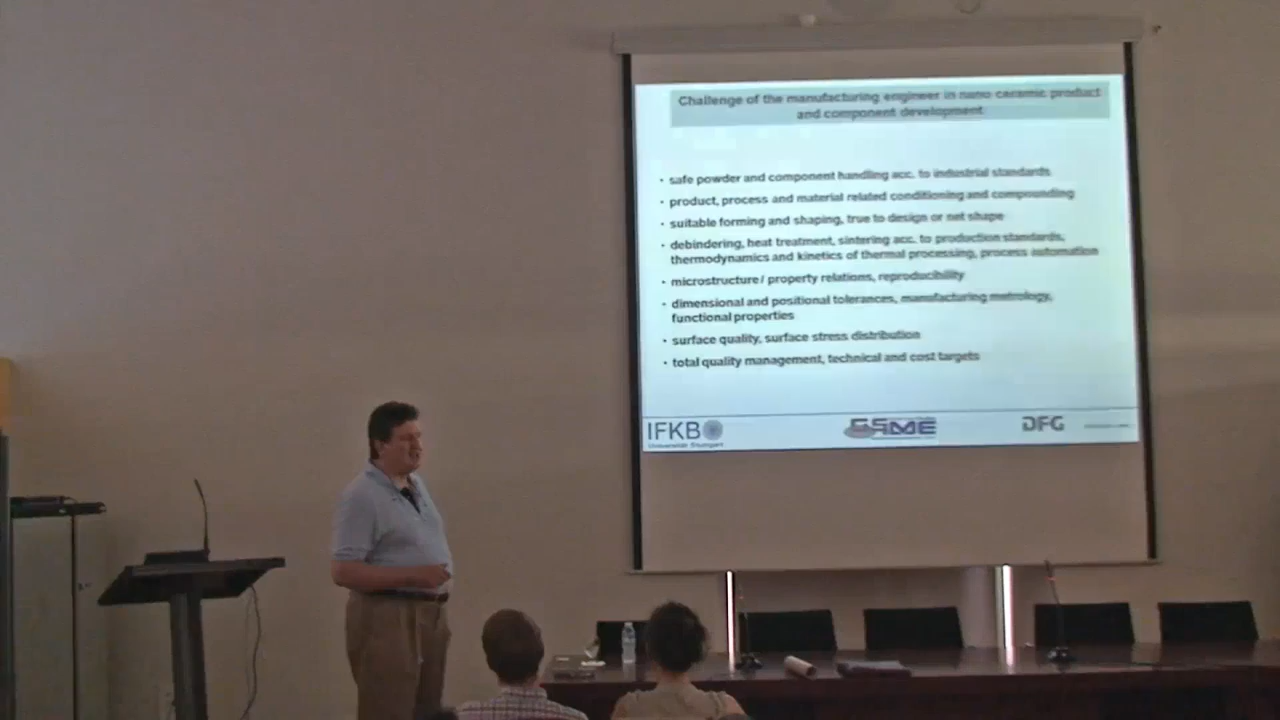 Challenge of the manufacturing engineer in nano ceramic product
and component development
• safe powder and component handling acc. to industrial standards
• product, process and material related conditioning and compounding
• suitable forming and shaping, true to design or net shape
• debindering, heat treatment, sintering acc. to production standards,
thermodynamics and kinetics of thermal processing, process automation
• microstructure / property relations, reproducibility
• dimensional and positional tolerances, manufacturing metrology,
functional properties
• surface quality, surface stress distribution
• total quality management, technical and cost targets
IFKB
Universität Stuttgart
GSME
DFG